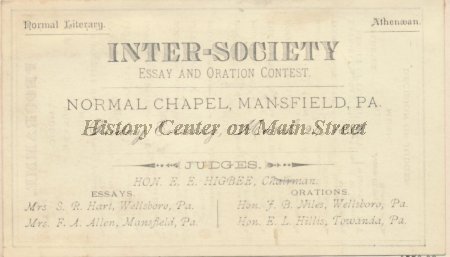 Normal Literary. Athenæan.
INTER-SOCIETY
ESSAY AND ORATION CONTEST.
NORMAL CHAPEL, MANSFIELD, PA.
History Center on Main Street
JUDGES.
HON. E. E. HIGBEE, Chairman.
ESSAYS. ORATIONS.
Mrs. S. R. Hart, Wellsboro, Pa. Hon. J. B. Niles, Wellsboro, Pa.
Mrs. F. A. Allen, Mansfield, Pa. Hon. E. L. Hillis, Towanda, Pa.